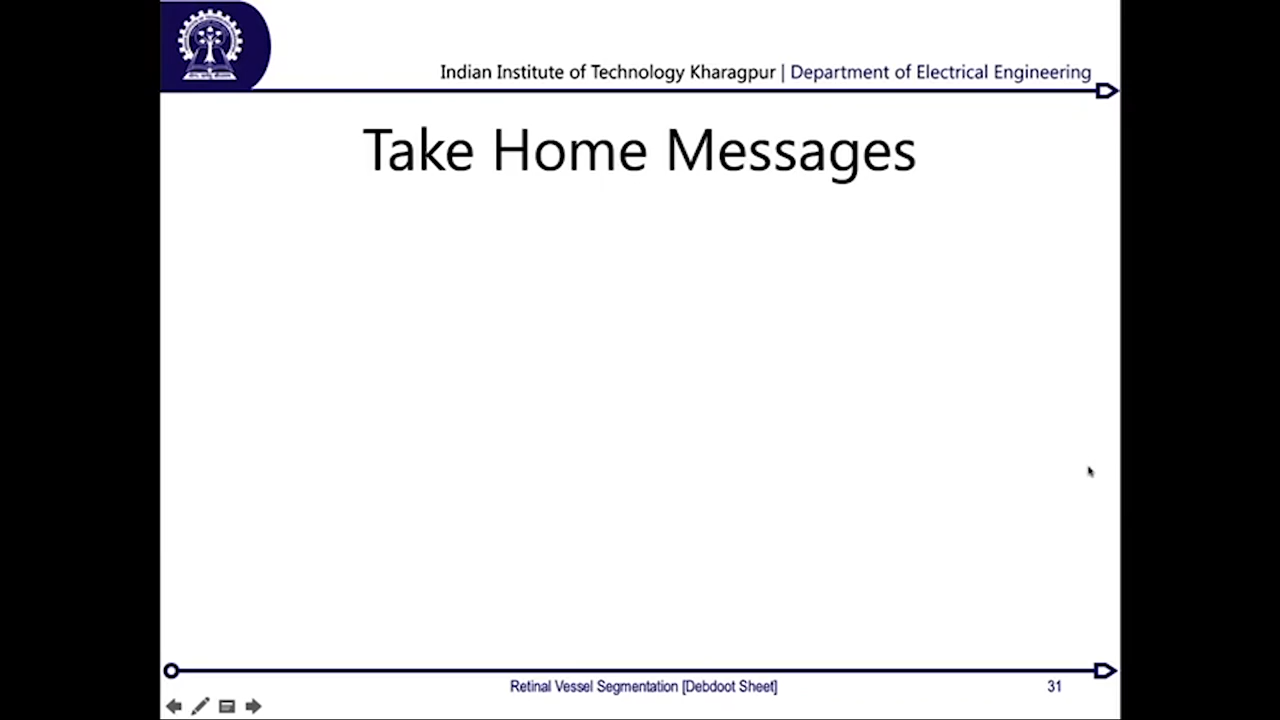 Indian Institute of Technology Kharagpur | Department of Electrical Engineering
Take Home Messages
Retinal Vessel Segmentation [Debdoot Sheet]
31